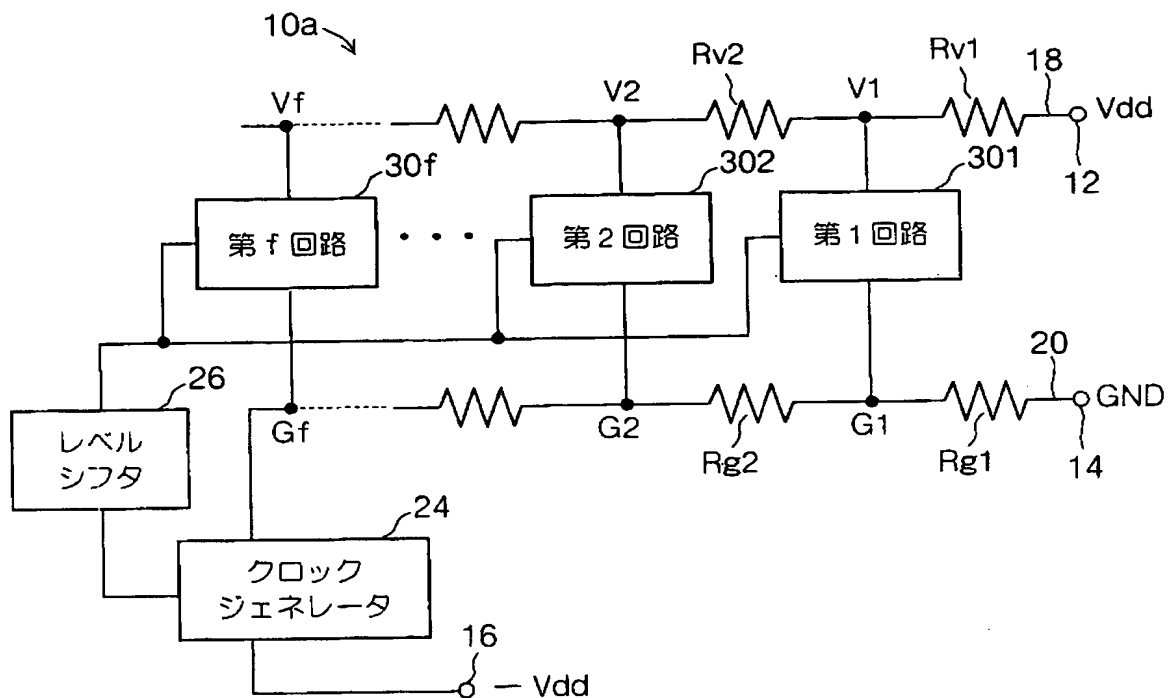 10a
Rv2
Rv1
Vf
V2
V1
18
Vdd
30f
302
301
12
第f回路
・・・
第2回路
第1回路
26
20
GND
レベル
シフタ
Gf
G2
G1
Rg2
Rg1
14
24
クロック
ジェネレータ
16
－Vdd